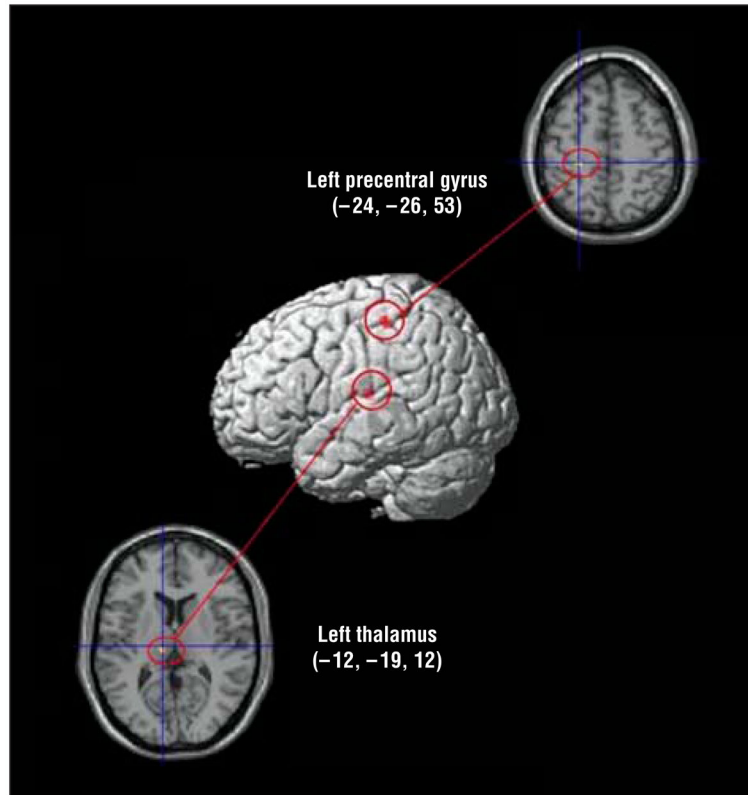 Left precentral gyrus
(−24, −26, 53)
Left thalamus
(−12, −19, 12)